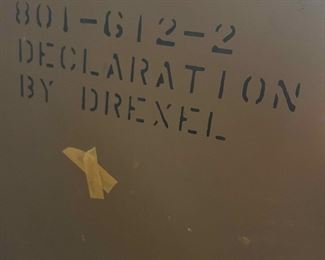 801-612-2
DECLARATION
BY DREXEL